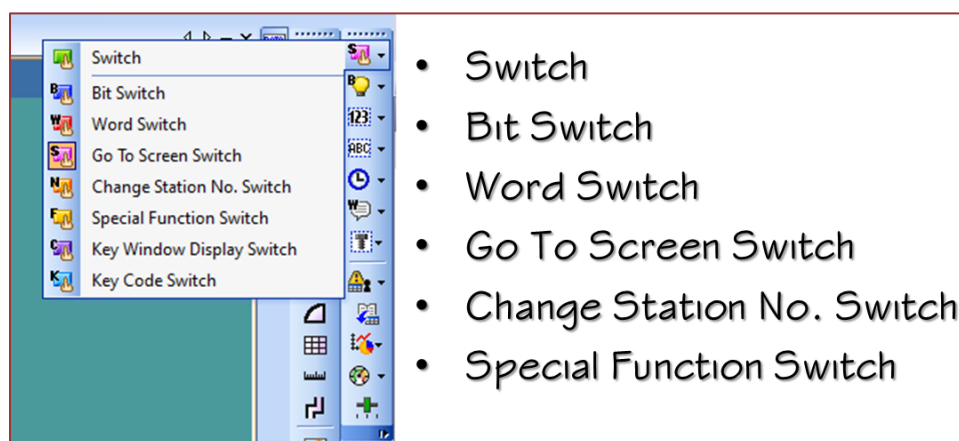 Switch
Bit Switch
Word Switch
Go To Screen Switch
Change Station No. Switch
Special Function Switch
Key Window Display Switch
Key Code Switch
B
W
S
N
F
K
S
B
123
ABC
W
T
• Switch
• Bit Switch
• Word Switch
• Go To Screen Switch
• Change Station No. Switch
• Special Function Switch